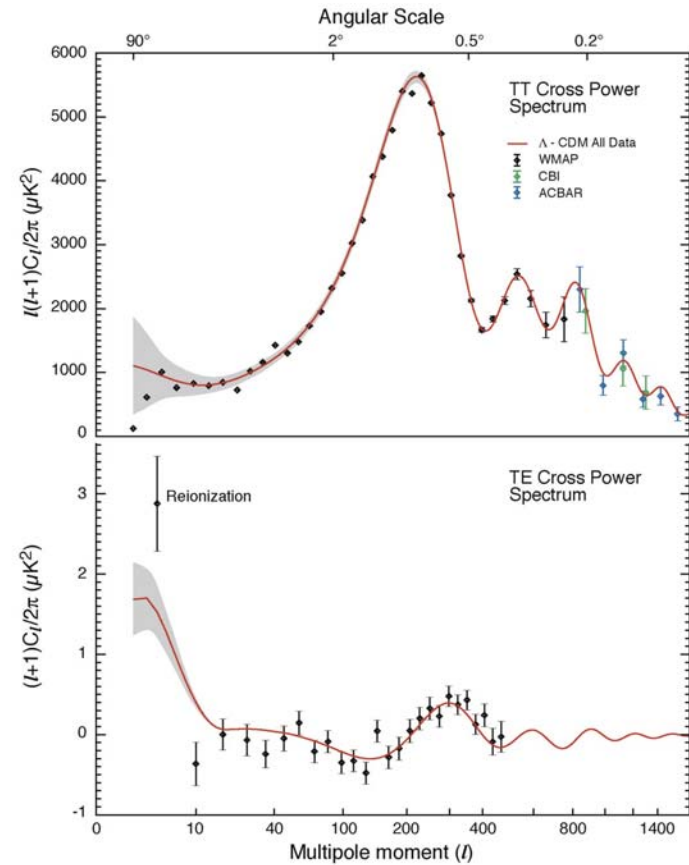 Angular Scale
90° 2° 0.5° 0.2°
6000
TT Cross Power
Spectrum
Λ - CDM All Data
WMAP
CBI
ACBAR
5000
4000
3000
2000
1000
0
l(l+1)Cl/2π (μK²)
TE Cross Power
Spectrum
Reionization
3
2
1
0
-1
(l+1)Cl/2π (μK²)
0 10 40 100 200 400 800 1400
Multipole moment (l)